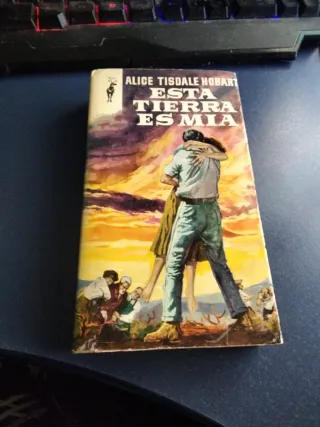 ALICE TISDALE HOBART
ESTA
TIERRA
ES MIA